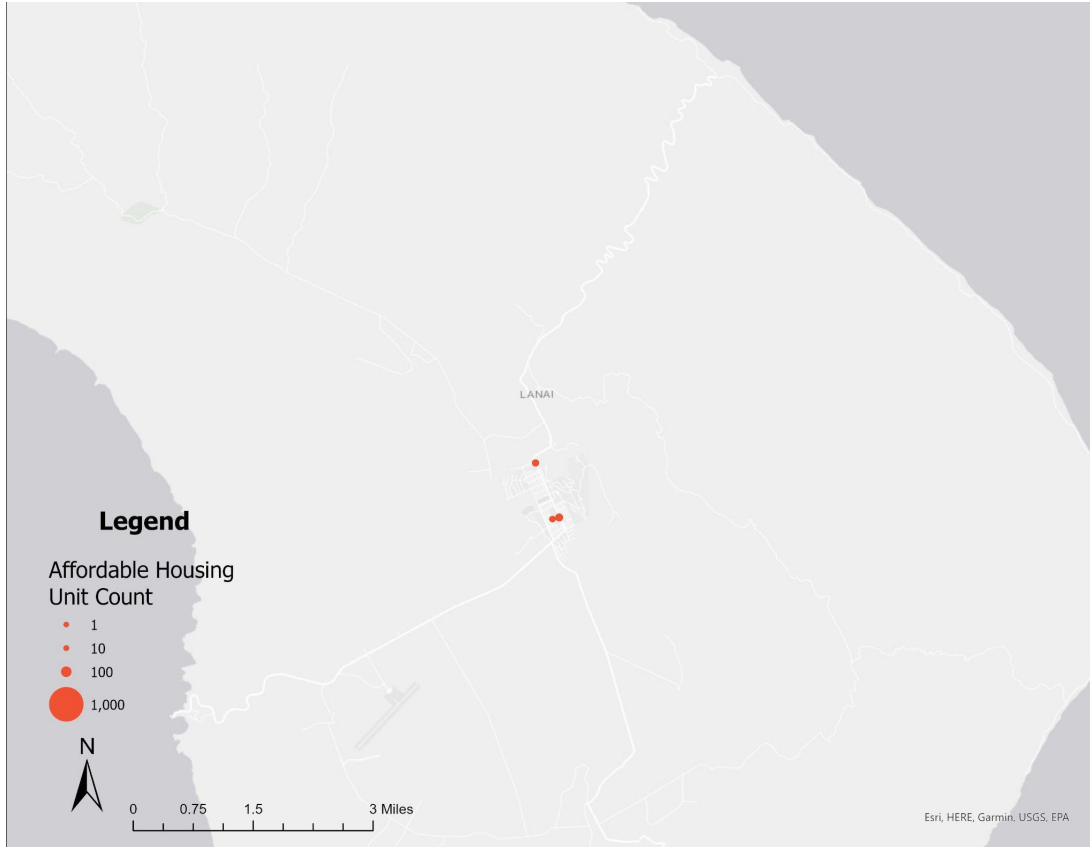 LANAI
Legend
Affordable Housing
Unit Count
1
10
100
1,000
N
0 0.75 1.5 3 Miles
Esri, HERE, Garmin, USGS, EPA